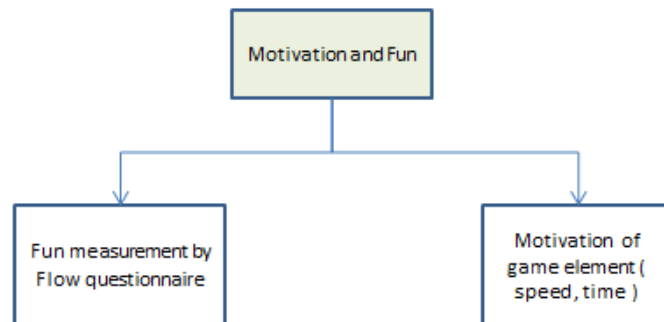 Motivation and Fun
Fun measurement by
Flow questionnaire
Motivation of
game element (
speed, time )